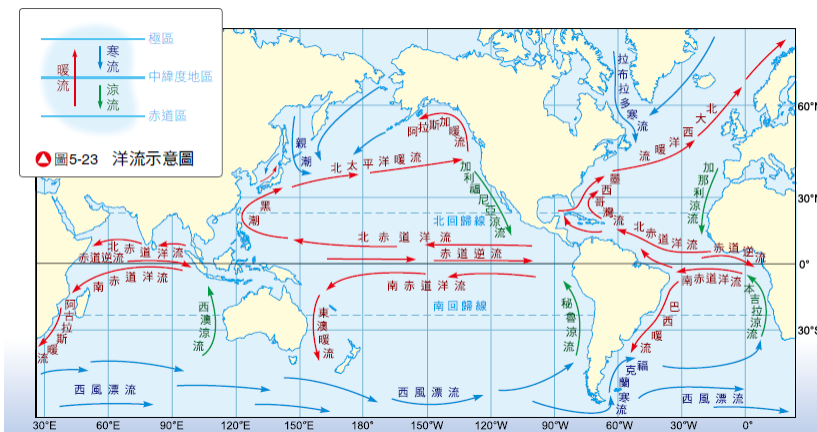 極區
寒流
暖流
中緯度地區
涼流
赤道區
圖5-23 洋流示意圖
親潮
阿拉斯加暖流
拉布拉多寒流
北大西洋暖流
北太平洋暖流
加利福尼亞涼流
墨西哥灣流
加那利涼流
黑潮
北回歸線
北赤道洋流
北赤道洋流
北赤道洋流
赤道逆流
赤道逆流
赤道逆流
南赤道洋流
南赤道洋流
南赤道洋流
阿古拉斯暖流
西澳涼流
東澳暖流
南回歸線
秘魯涼流
巴西暖流
本吉拉涼流
福克蘭寒流
西風漂流
西風漂流
西風漂流
60°N
30°N
0°
0°
30°S
30°E
60°E
90°E
120°E
150°E
180°
150°W
120°W
90°W
60°W
30°W
0°